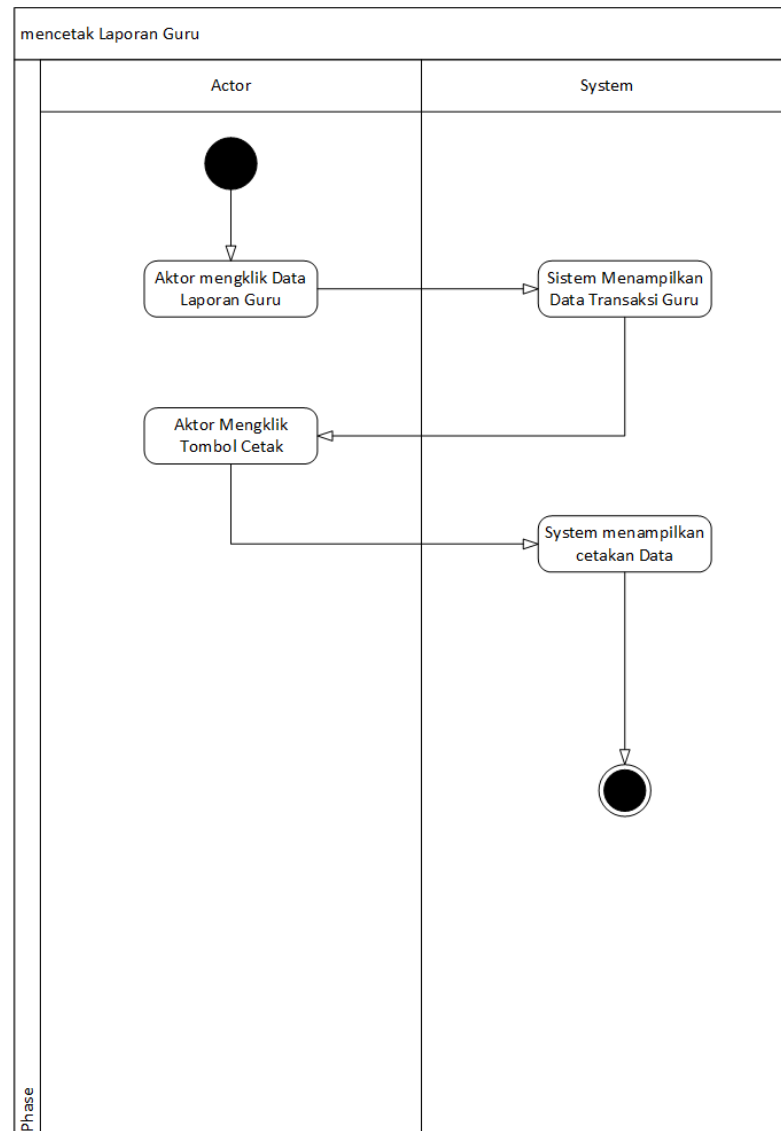 mencetak Laporan Guru
Actor
System
Aktor mengklik Data
Laporan Guru
Sistem Menampilkan
Data Transaksi Guru
Aktor Mengklik
Tombol Cetak
System menampilkan
cetakan Data
Phase